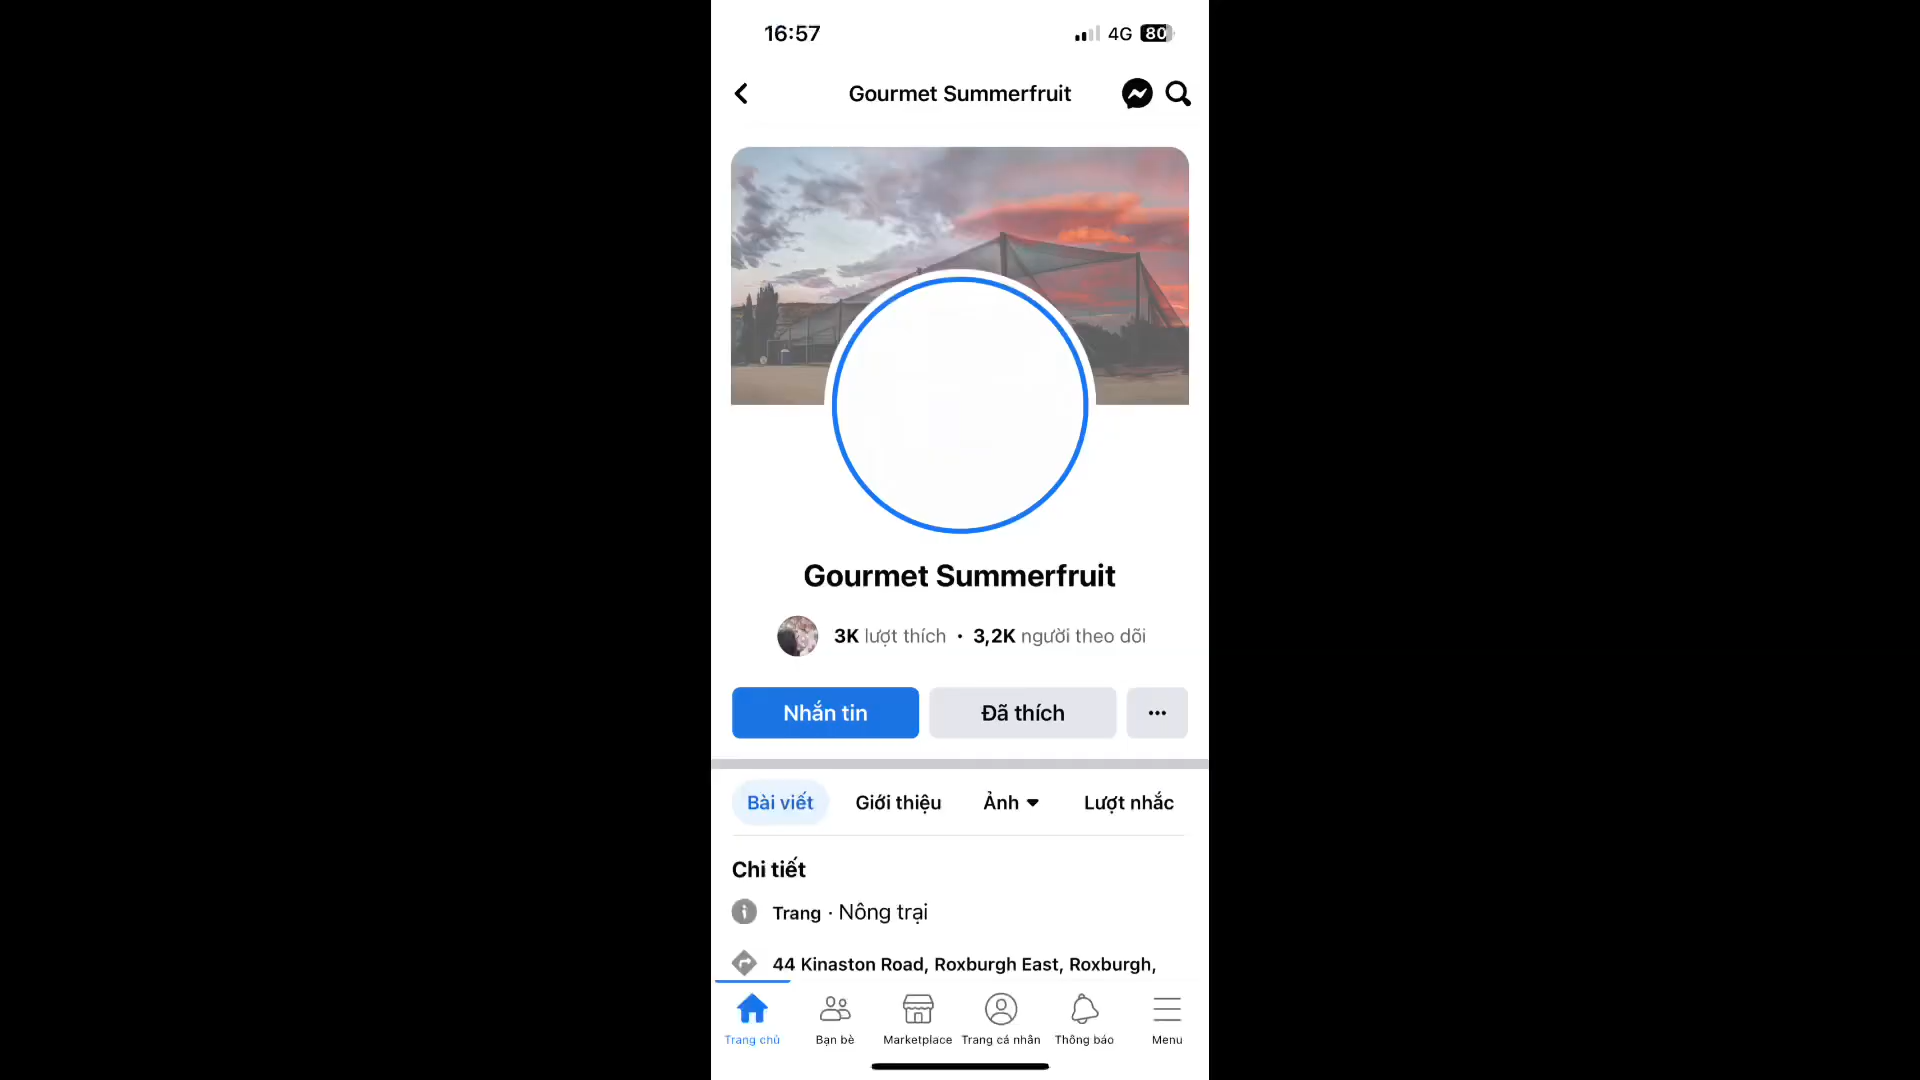 16:57
4G 80
Gourmet Summerfruit
Gourmet Summerfruit
3K lượt thích • 3,2K người theo dõi
Nhắn tin Đã thích ...
Bài viết Giới thiệu Ảnh Lượt nhắc
Chi tiết
Trang · Nông trại
44 Kinaston Road, Roxburgh East, Roxburgh,
Trang chủ Bạn bè Marketplace Trang cá nhân Thông báo Menu